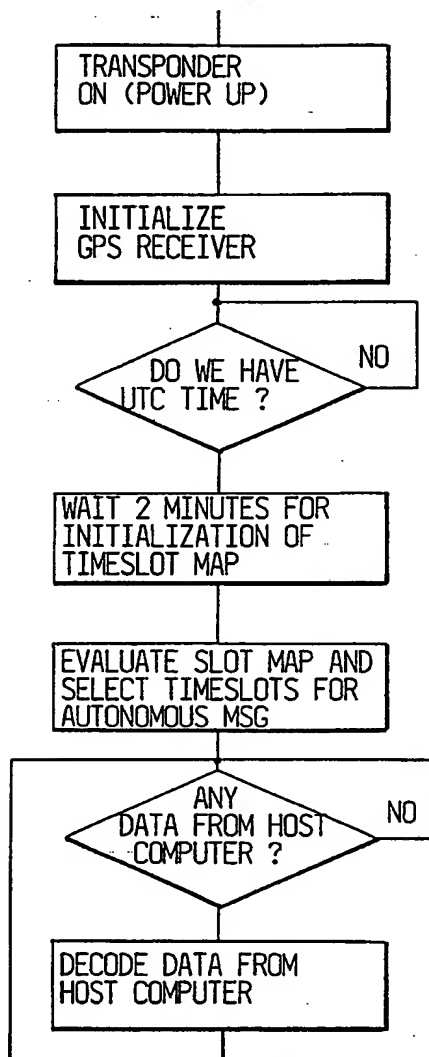 TRANSPONDER
ON (POWER UP)
INITIALIZE
GPS RECEIVER
DO WE HAVE
UTC TIME ?
NO
WAIT 2 MINUTES FOR
INITIALIZATION OF
TIMESLOT MAP
EVALUATE SLOT MAP AND
SELECT TIMESLOTS FOR
AUTONOMOUS MSG
ANY
DATA FROM HOST
COMPUTER ?
NO
DECODE DATA FROM
HOST COMPUTER